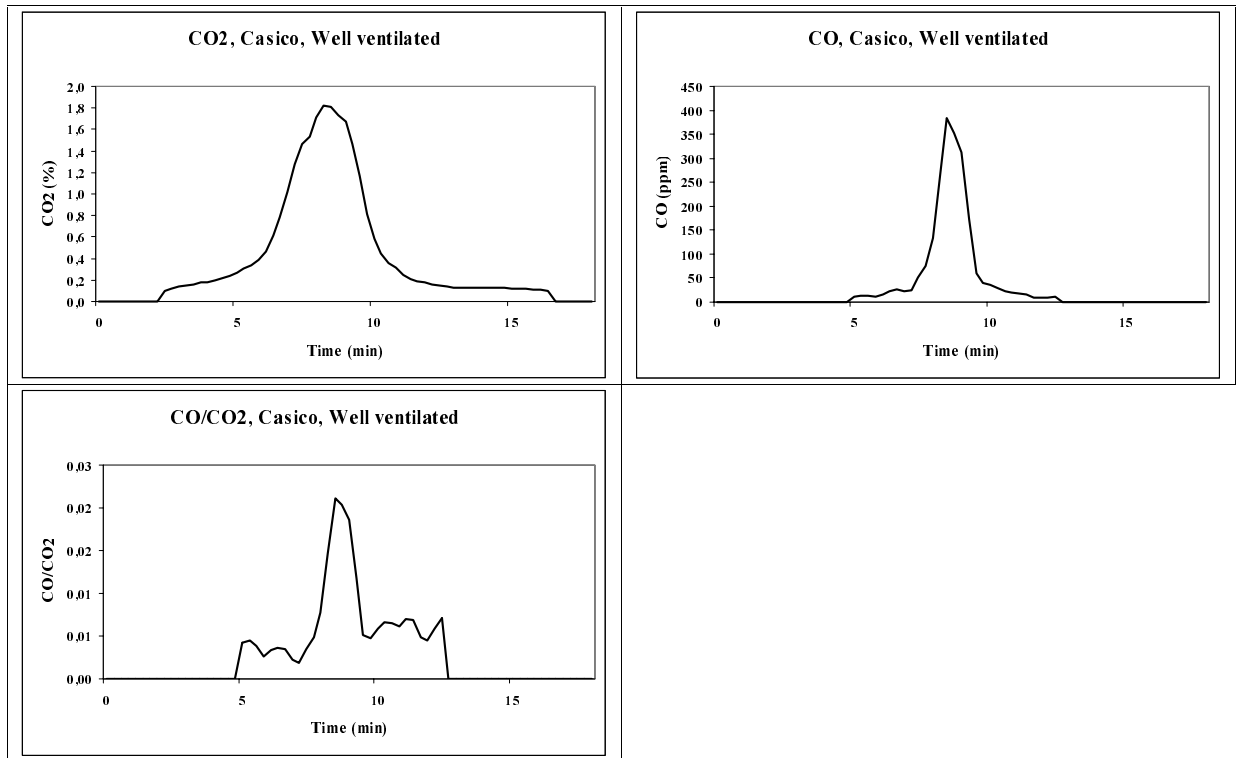 CO2, Casico, Well ventilated
2,0
1,8
1,6
1,4
1,2
1,0
0,8
0,6
0,4
0,2
0,0
CO2 (%)
0 5 10 15
Time (min)
CO, Casico, Well ventilated
450
400
350
300
250
200
150
100
50
0
CO (ppm)
0 5 10 15
Time (min)
CO/CO2, Casico, Well ventilated
0,03
0,02
0,02
0,01
0,01
0,00
CO/CO2
0 5 10 15
Time (min)